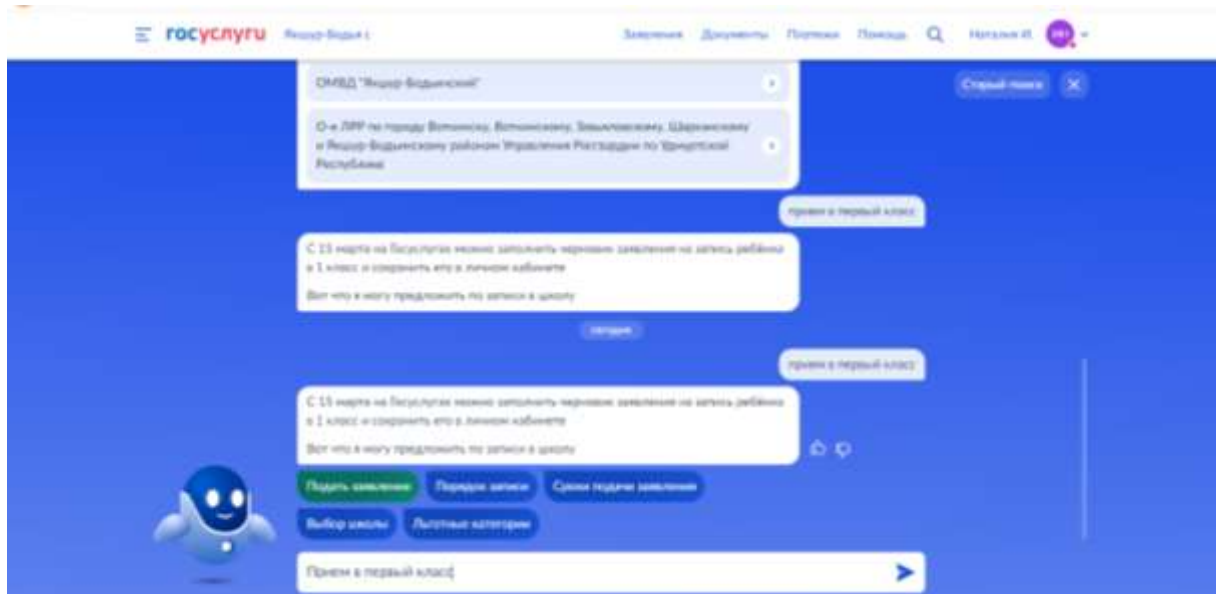 госуслуги Якшур-Бодья с Заявления Документы Платежи Помощь Наталия И.
Старый поиск
ОМВД "Якшур-Бодьинский"
О-е ЛРР по городу Воткинску, Воткинскому, Завьяловскому, Шарканскому
и Якшур-Бодьинскому районам Управления Росгвардии по Удмуртской
Республике
прием в первый класс
С 15 марта на Госуслугах можно заполнить черновик заявления на запись ребёнка
в 1 класс и сохранить его в личном кабинете
Вот что я могу предложить по записи в школу
сегодня
прием в первый класс
С 15 марта на Госуслугах можно заполнить черновик заявления на запись ребёнка
в 1 класс и сохранить его в личном кабинете
Вот что я могу предложить по записи в школу
Подать заявление Порядок записи Сроки подачи заявления
Выбор школы Льготные категории
Прием в первый класс